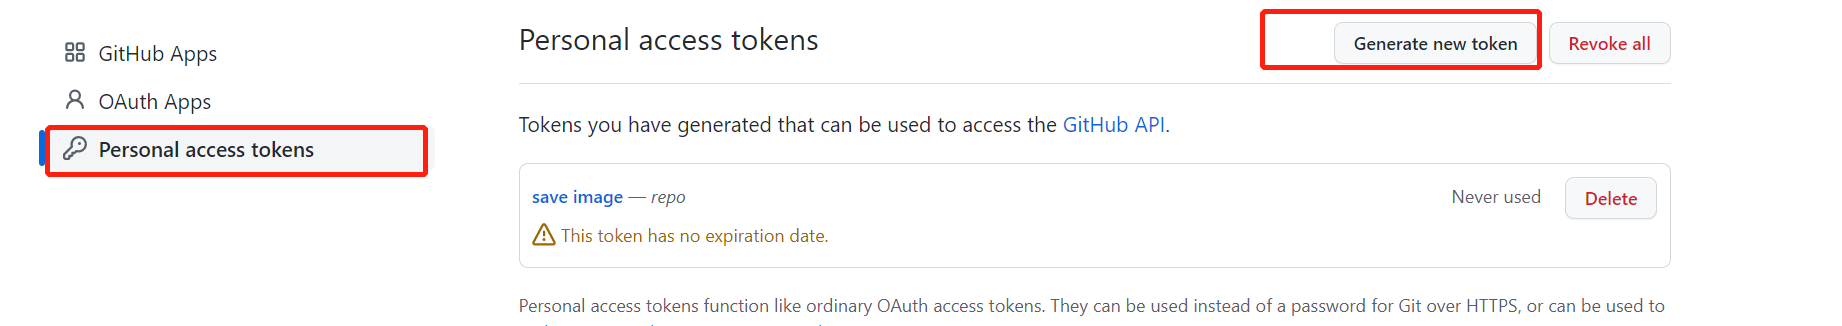 GitHub Apps
OAuth Apps
Personal access tokens
Personal access tokens
Generate new token
Revoke all
Tokens you have generated that can be used to access the GitHub API.
save image — repo
Never used
Delete
This token has no expiration date.
Personal access tokens function like ordinary OAuth access tokens. They can be used instead of a password for Git over HTTPS, or can be used to